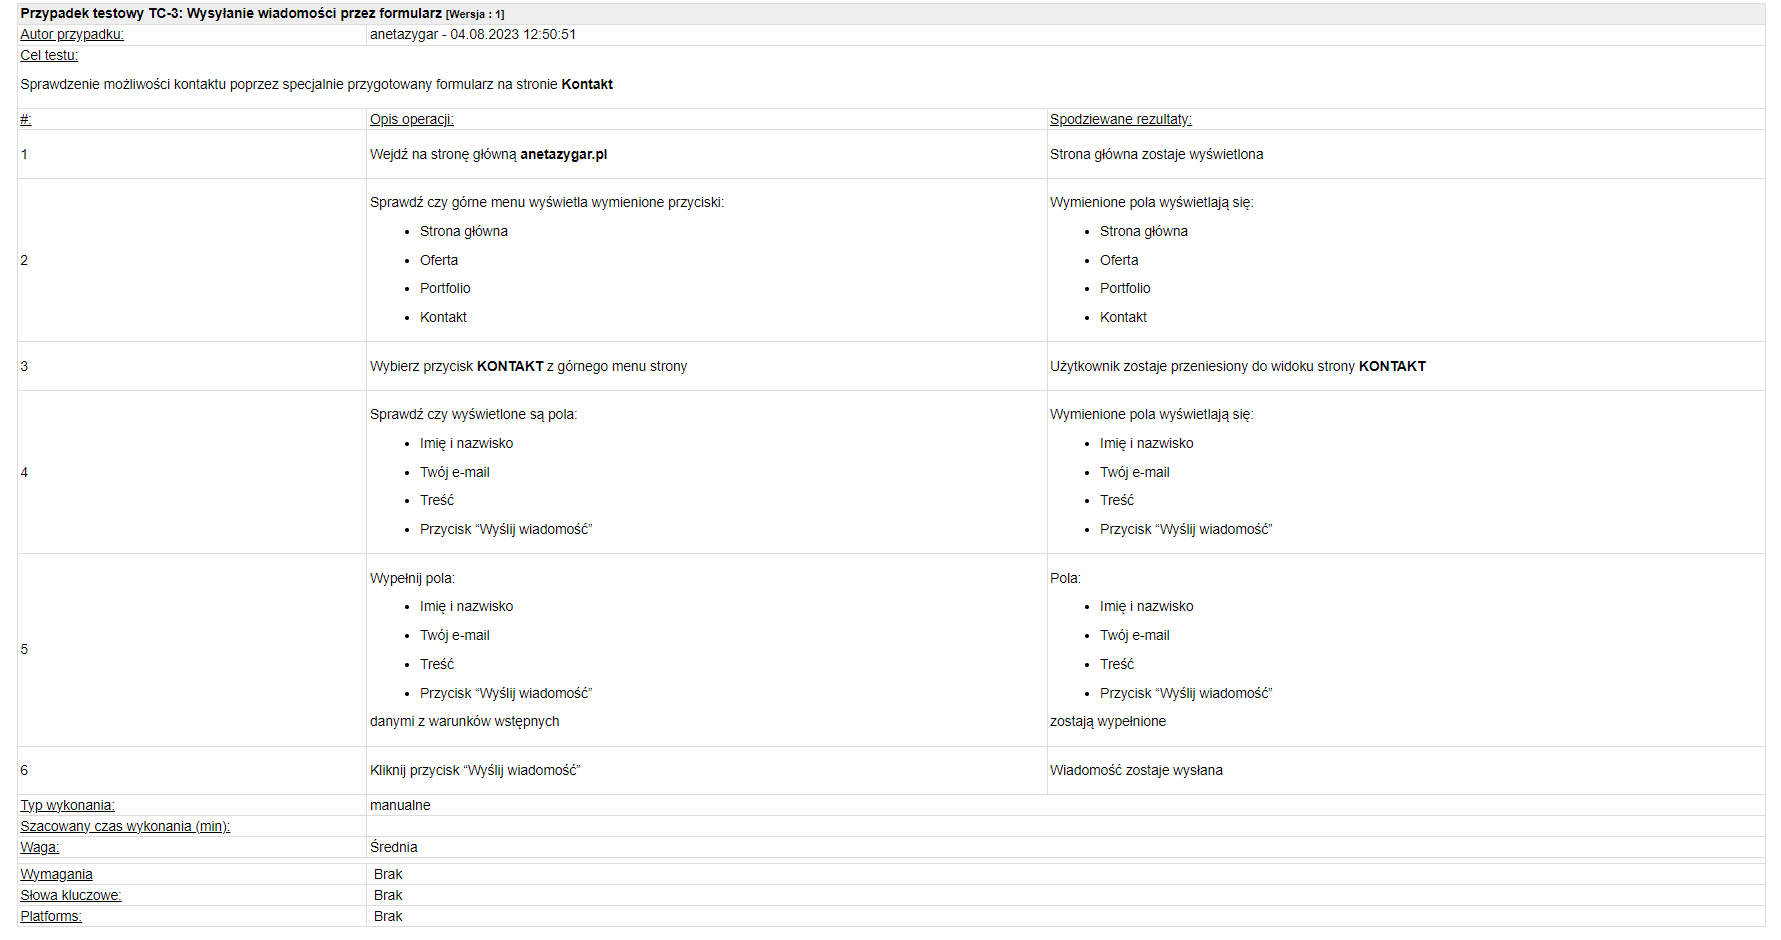 Przypadek testowy TC-3: Wysyłanie wiadomości przez formularz [Wersja : 1]
Autor przypadku: anetazygar - 04.08.2023 12:50:51
Cel testu:
Sprawdzenie możliwości kontaktu poprzez specjalnie przygotowany formularz na stronie Kontakt
#: Opis operacji: Spodziewane rezultaty:
1 Wejdź na stronę główną anetazygar.pl Strona główna zostaje wyświetlona
2
Sprawdź czy górne menu wyświetla wymienione przyciski:
• Strona główna
• Oferta
• Portfolio
• Kontakt
Wymienione pola wyświetlają się:
• Strona główna
• Oferta
• Portfolio
• Kontakt
3 Wybierz przycisk KONTAKT z górnego menu strony Użytkownik zostaje przeniesiony do widoku strony KONTAKT
4
Sprawdź czy wyświetlone są pola:
• Imię i nazwisko
• Twój e-mail
• Treść
• Przycisk “Wyślij wiadomość”
Wymienione pola wyświetlają się:
• Imię i nazwisko
• Twój e-mail
• Treść
• Przycisk “Wyślij wiadomość”
5
Wypełnij pola:
• Imię i nazwisko
• Twój e-mail
• Treść
• Przycisk “Wyślij wiadomość”
danymi z warunków wstępnych
Pola:
• Imię i nazwisko
• Twój e-mail
• Treść
• Przycisk “Wyślij wiadomość”
zostają wypełnione
6 Kliknij przycisk “Wyślij wiadomość” Wiadomość zostaje wysłana
Typ wykonania: manualne
Szacowany czas wykonania (min):
Waga: Średnia
Wymagania Brak
Słowa kluczowe: Brak
Platforms: Brak